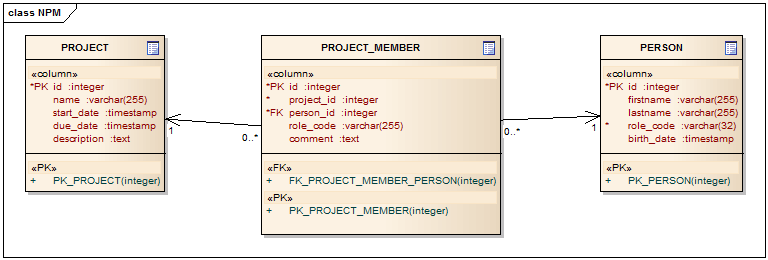 class NPM
PROJECT
«column»
*PK id :integer
name :varchar(255)
start_date :timestamp
due_date :timestamp
description :text
«PK»
+ PK_PROJECT(integer)
1
0..*
PROJECT_MEMBER
«column»
*PK id :integer
* project_id :integer
*FK person_id :integer
role_code :varchar(255)
comment :text
«FK»
+ FK_PROJECT_MEMBER_PERSON(integer)
«PK»
+ PK_PROJECT_MEMBER(integer)
0..*
1
PERSON
«column»
*PK id :integer
firstname :varchar(255)
lastname :varchar(255)
* role_code :varchar(32)
birth_date :timestamp
«PK»
+ PK_PERSON(integer)